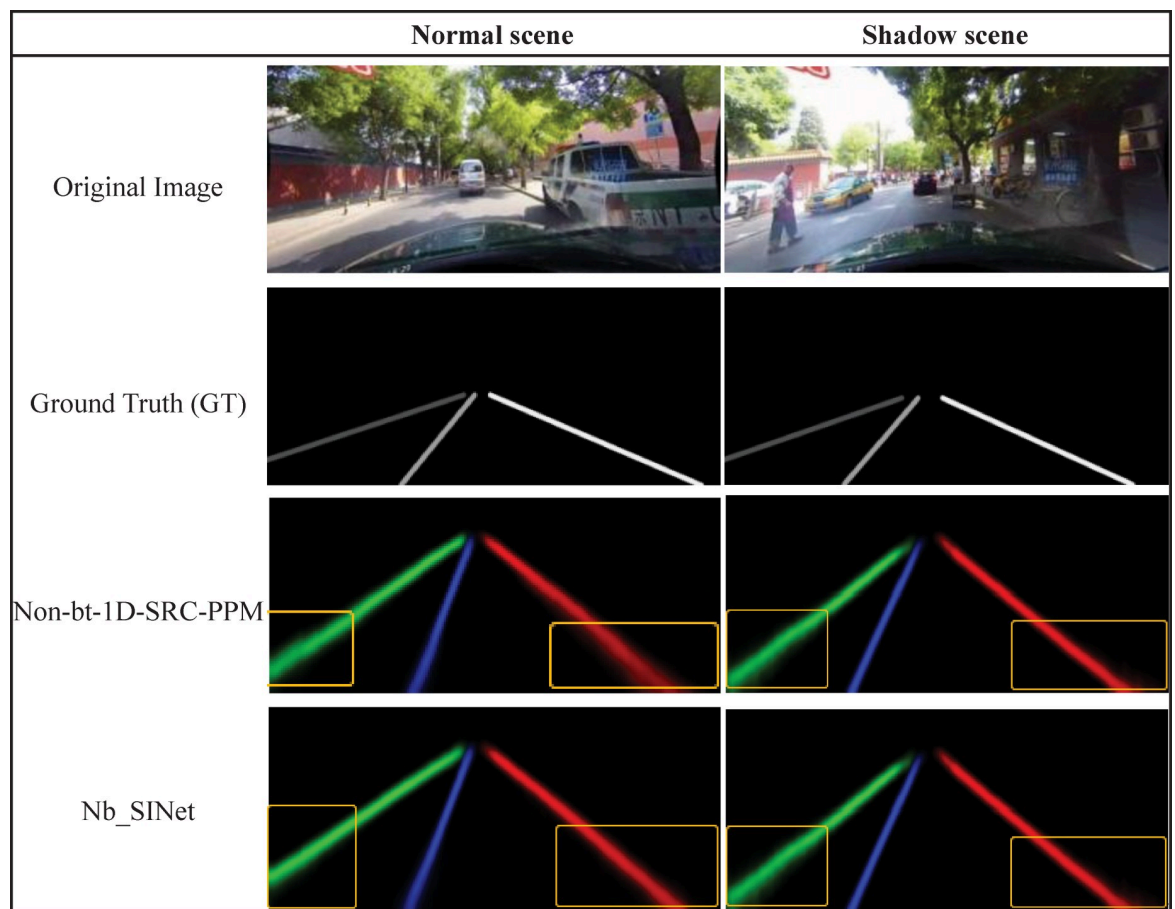 Normal scene
Shadow scene
Original Image
Ground Truth (GT)
Non-bt-1D-SRC-PPM
Nb_SINet